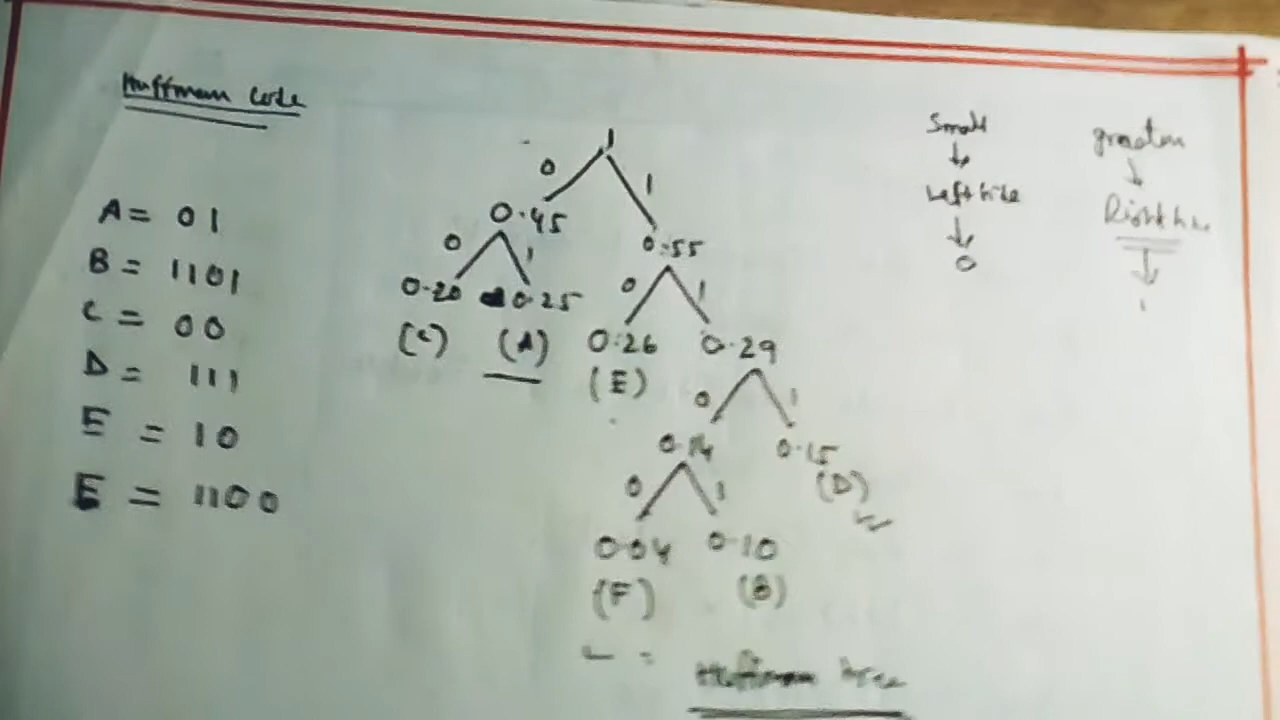 Huffman Code
A = 01
B = 1101
C = 00
D = 111
E = 10
E = 1100
1
0 1
0.45
0.55
0 1
0 1
0.20 0.25
(C) (A)
0.26 0.29
(E)
0 1
0.14 0.15
(D)
0 1
0.04 0.10
(F) (B)
Huffman tree
Small
Left side
0
greater
Right
1